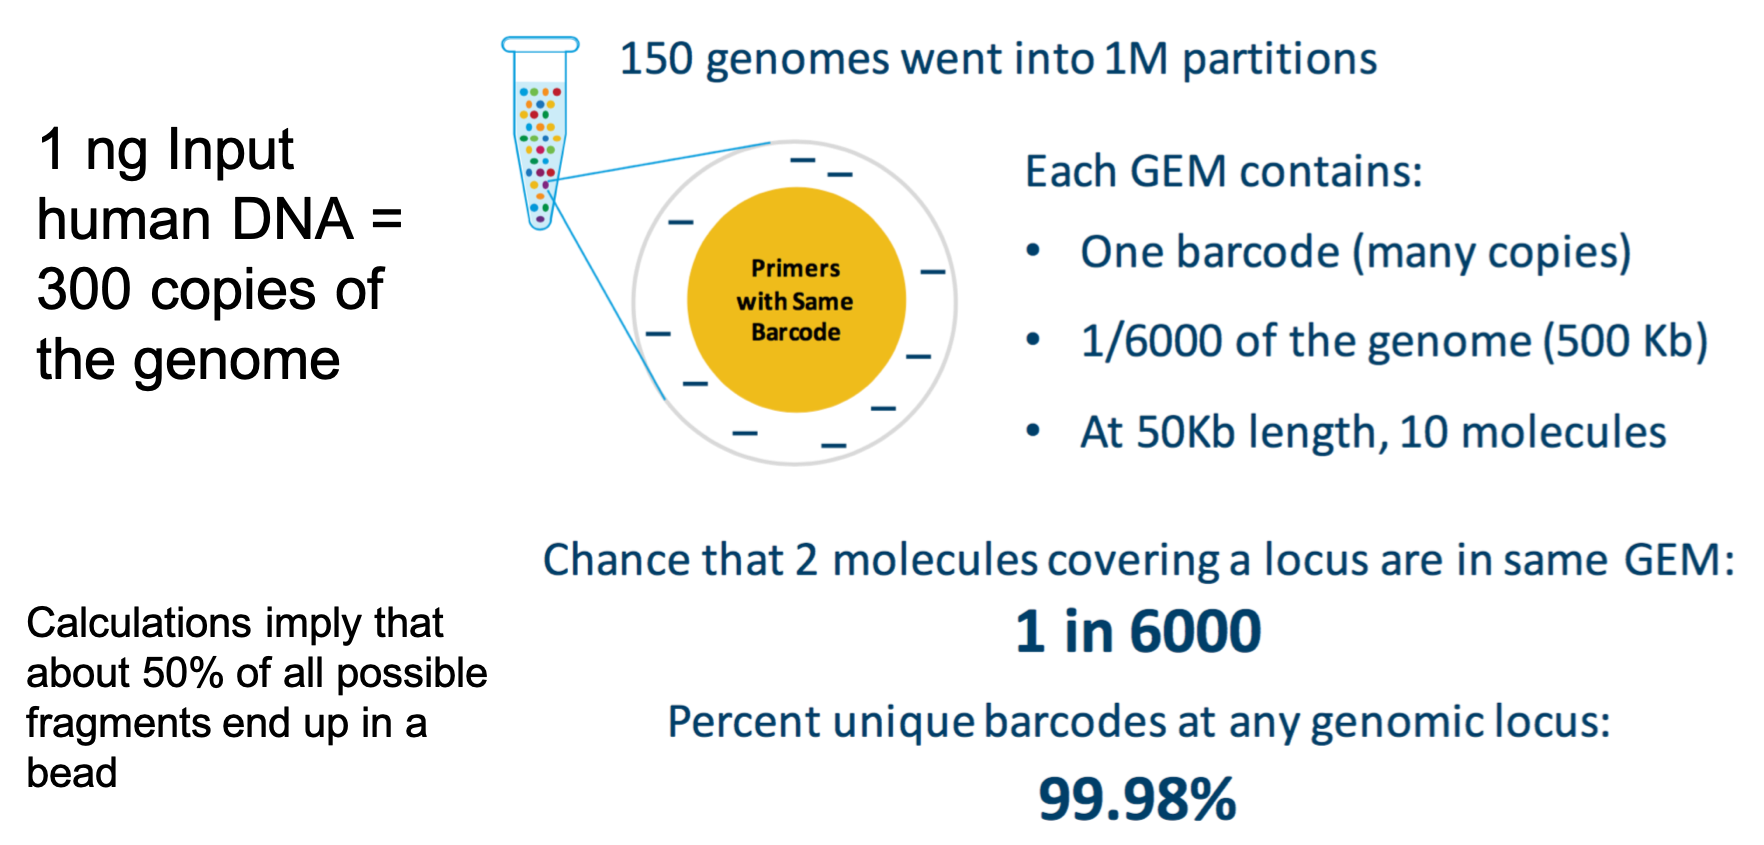 1 ng Input
human DNA =
300 copies of
the genome
150 genomes went into 1M partitions
Primers
with Same
Barcode
Each GEM contains:
• One barcode (many copies)
• 1/6000 of the genome (500 Kb)
• At 50Kb length, 10 molecules
Chance that 2 molecules covering a locus are in same GEM:
1 in 6000
Calculations imply that
about 50% of all possible
fragments end up in a
bead
Percent unique barcodes at any genomic locus:
99.98%